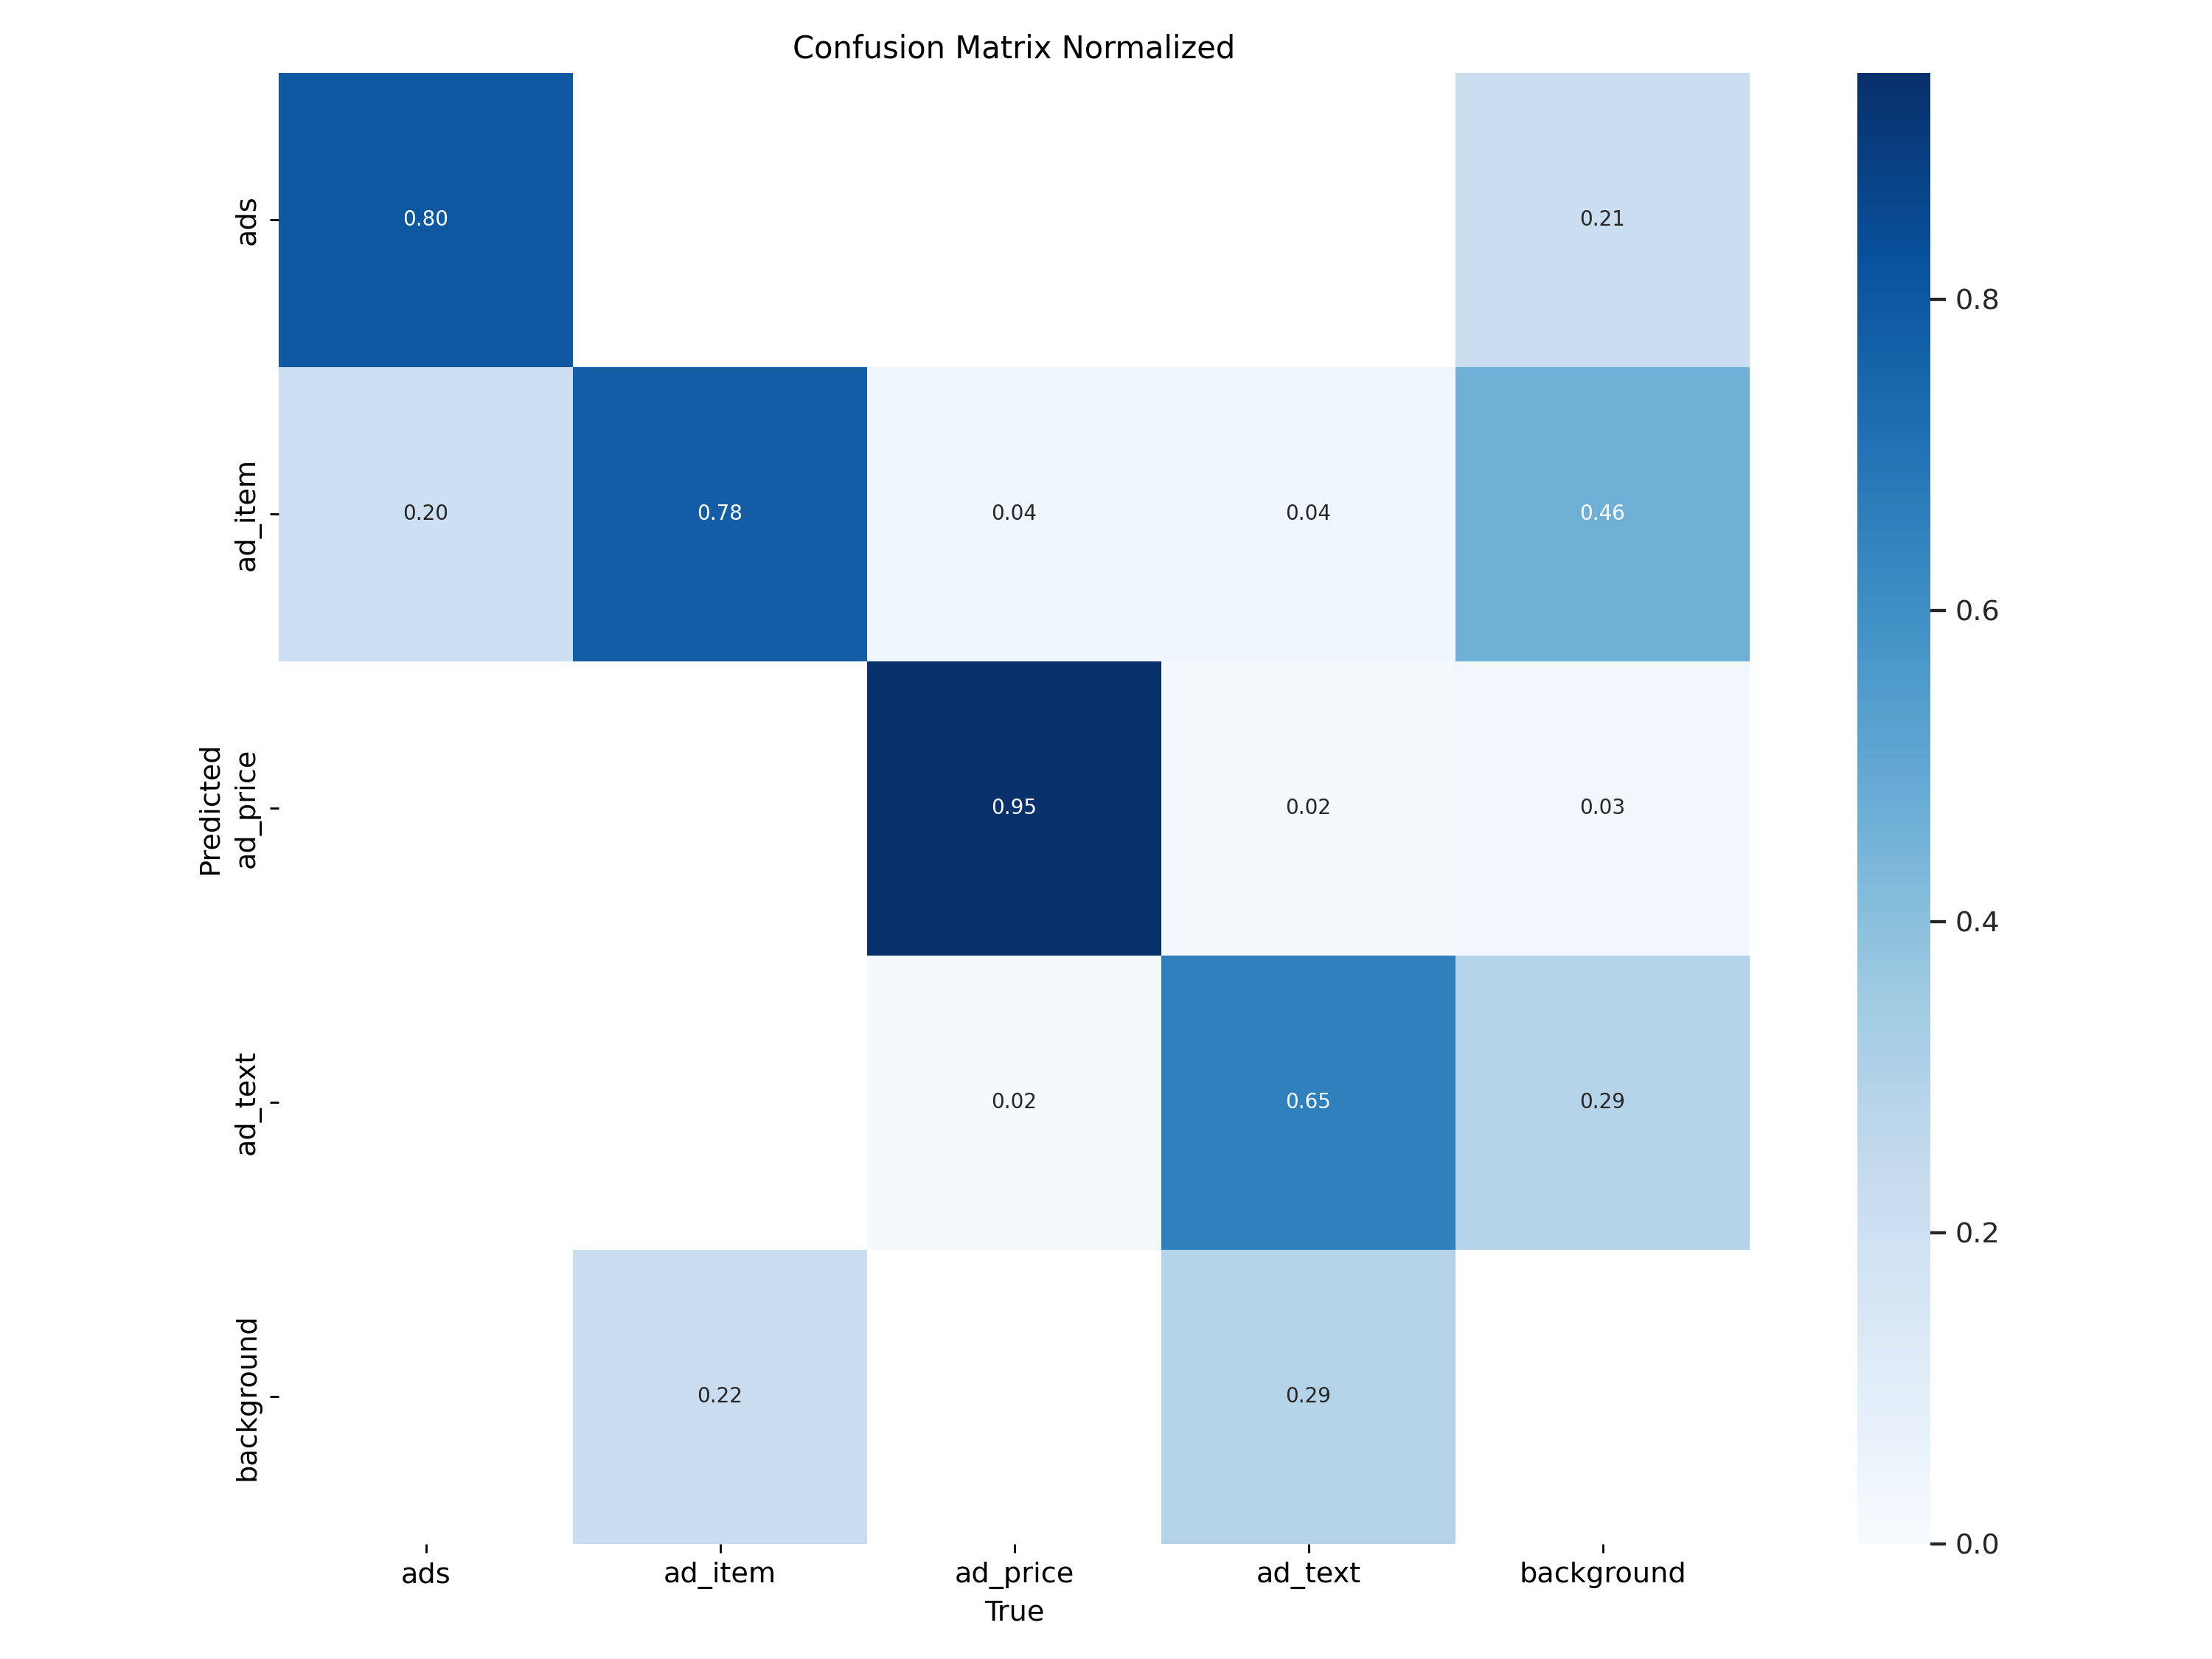 Confusion Matrix Normalized
ads
0.80
0.21
0.8
ad_item
0.20
0.78
0.04
0.04
0.46
0.6
Predicted
ad_price
0.95
0.02
0.03
0.4
ad_text
0.02
0.65
0.29
0.2
background
0.22
0.29
0.0
ads
ad_item
ad_price
ad_text
background
True